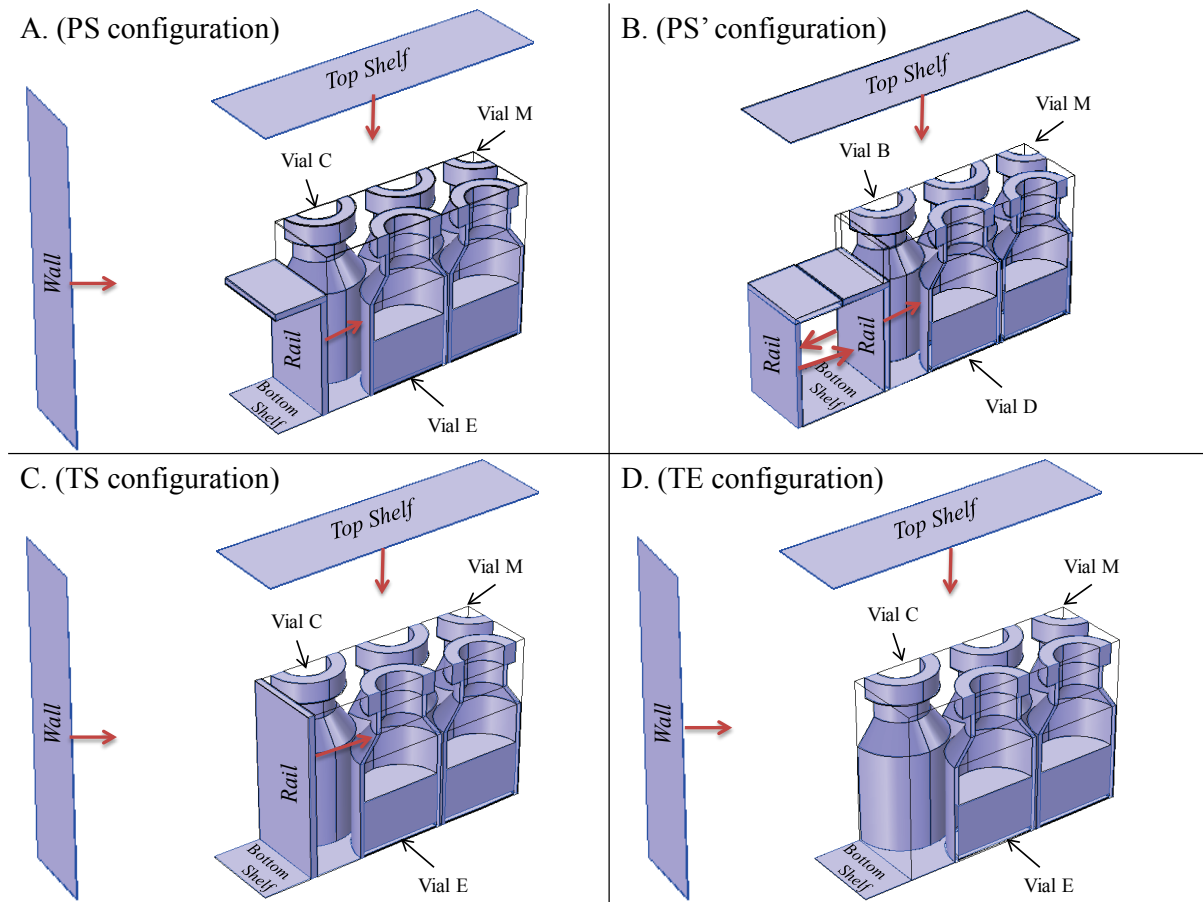 A. (PS configuration)
Top Shelf
Vial M
Vial C
Wall
Rail
Bottom
Shelf
Vial E
B. (PS’ configuration)
Top Shelf
Vial M
Vial B
Rail
Rail
Bottom
Shelf
Vial D
C. (TS configuration)
Top Shelf
Vial M
Vial C
Wall
Rail
Bottom
Shelf
Vial E
D. (TE configuration)
Top Shelf
Vial M
Vial C
Wall
Bottom
Shelf
Vial E